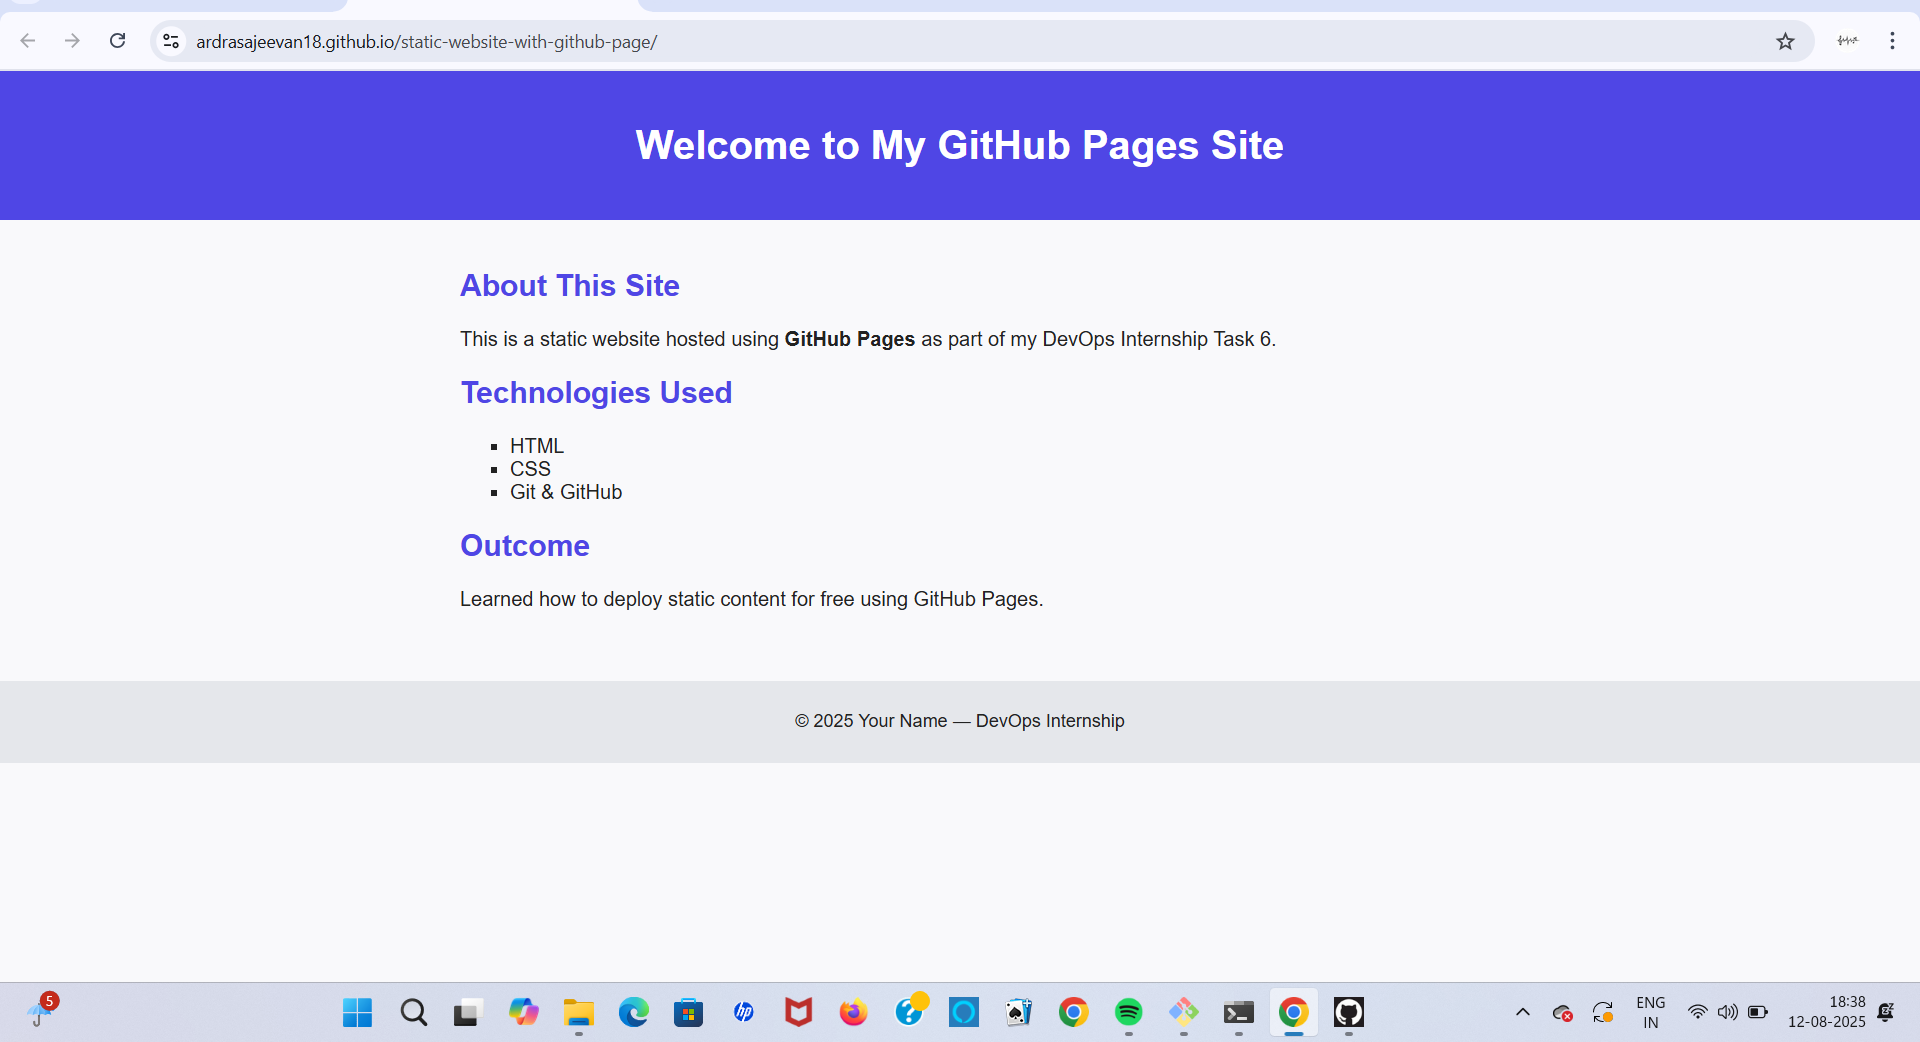 ardrasajeevan18.github.io/static-website-with-github-page/
Welcome to My GitHub Pages Site
About This Site
This is a static website hosted using GitHub Pages as part of my DevOps Internship Task 6.
Technologies Used
HTML
CSS
Git & GitHub
Outcome
Learned how to deploy static content for free using GitHub Pages.
© 2025 Your Name — DevOps Internship
5
hp
ENG
IN
18:38
12-08-2025